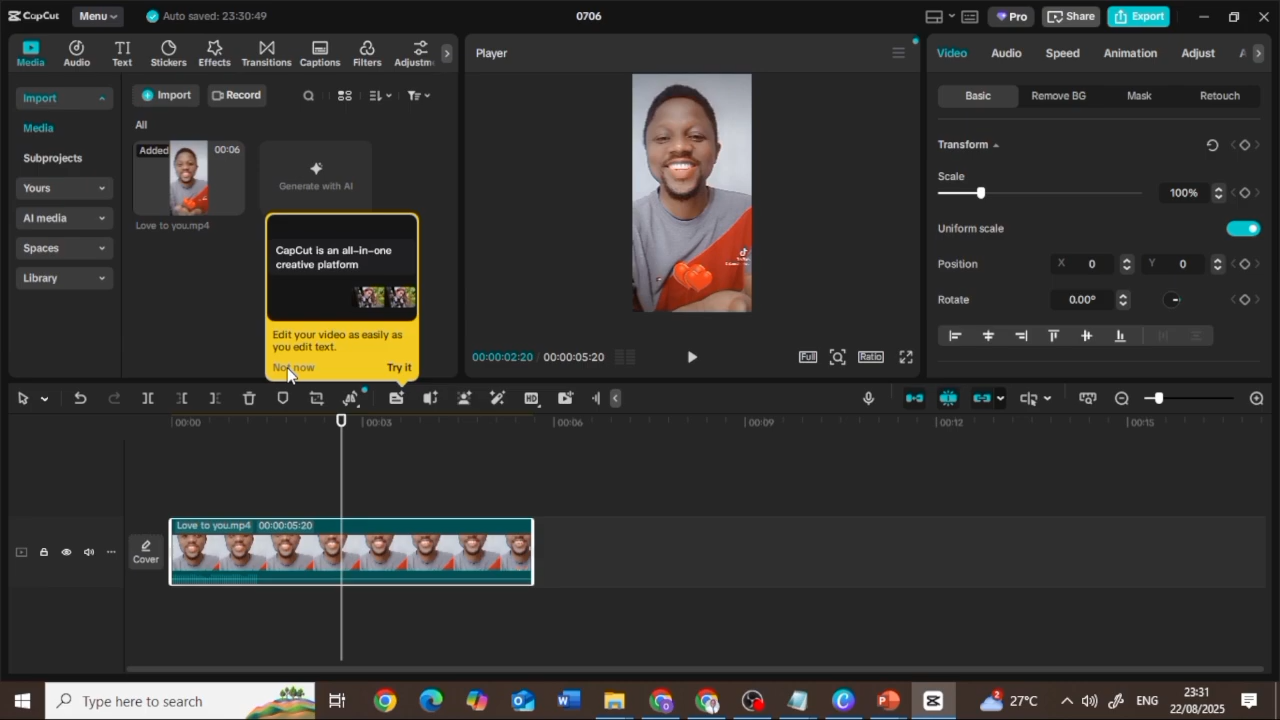 CapCut
Menu
Auto saved: 23:30:49
0706
Pro
Share
Export
Media
Audio
Text
Stickers
Effects
Transitions
Captions
Filters
Adjustm
Import
Media
Subprojects
Yours
AI media
Spaces
Library
Import
Record
All
Added
00:06
Love to you.mp4
Generate with AI
CapCut is an all-in-one
creative platform
Edit your video as easily as
you edit text.
Not now
Try it
Player
00:00:02:20 / 00:00:05:20
Full
Ratio
Video
Audio
Speed
Animation
Adjust
Basic
Remove BG
Mask
Retouch
Transform
Scale
100%
Uniform scale
Position
X 0
Y 0
Rotate
0.00°
HD
00:00
00:03
00:06
00:09
00:12
00:15
Cover
Love to you.mp4 00:00:05:20
Type here to search
2
27°C
ENG
23:31
22/08/2025